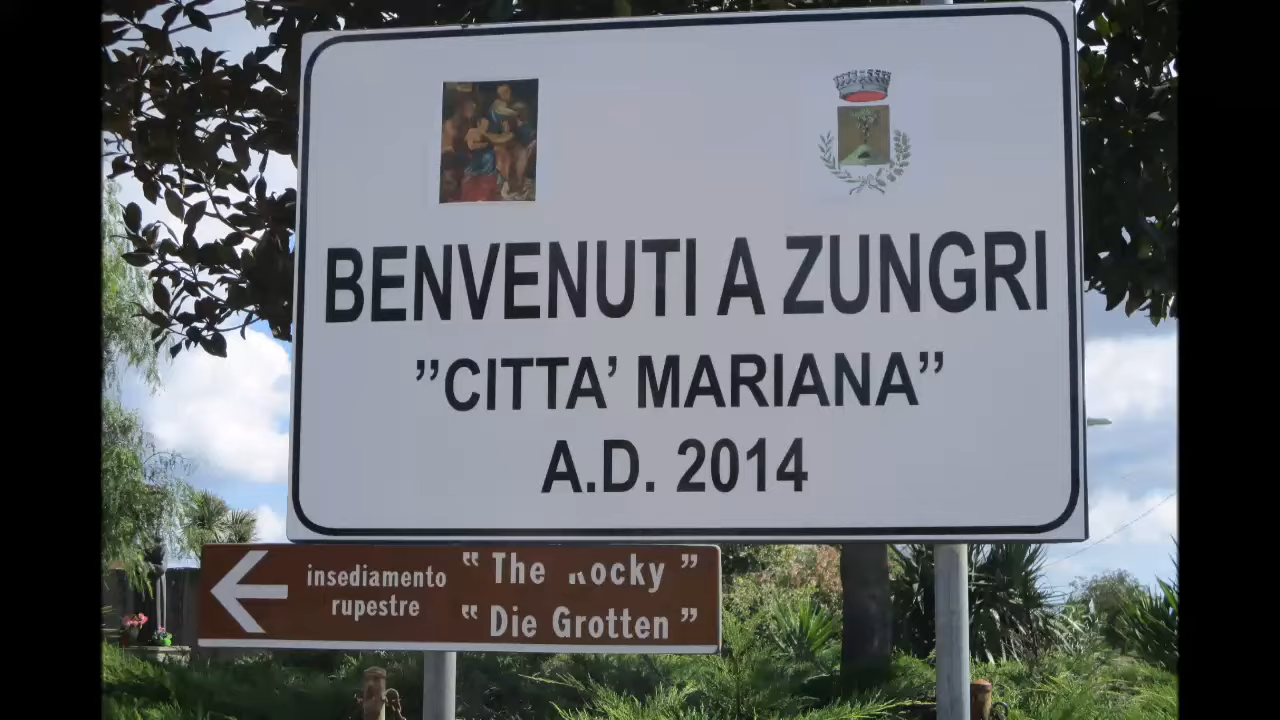 BENVENUTI A ZUNGRI
”CITTA’ MARIANA”
A.D. 2014
insediamento
rupestre
“ The Rocky ”
“ Die Grotten ”